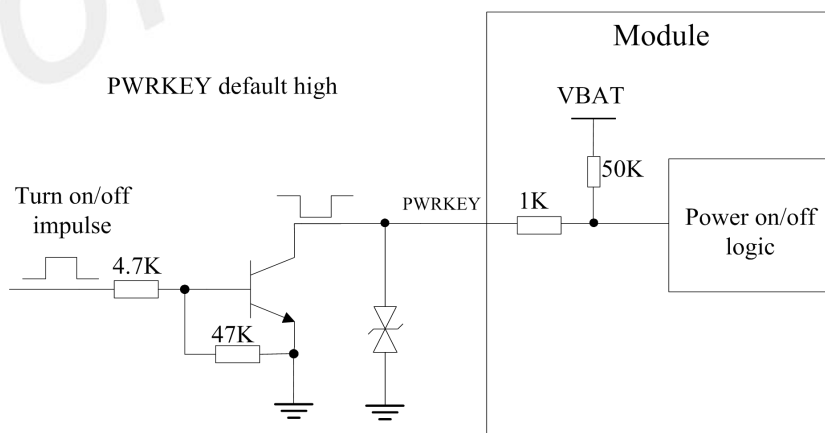 Module
PWRKEY default high
VBAT
50K
Turn on/off
impulse
PWRKEY
1K
Power on/off
logic
4.7K
47K